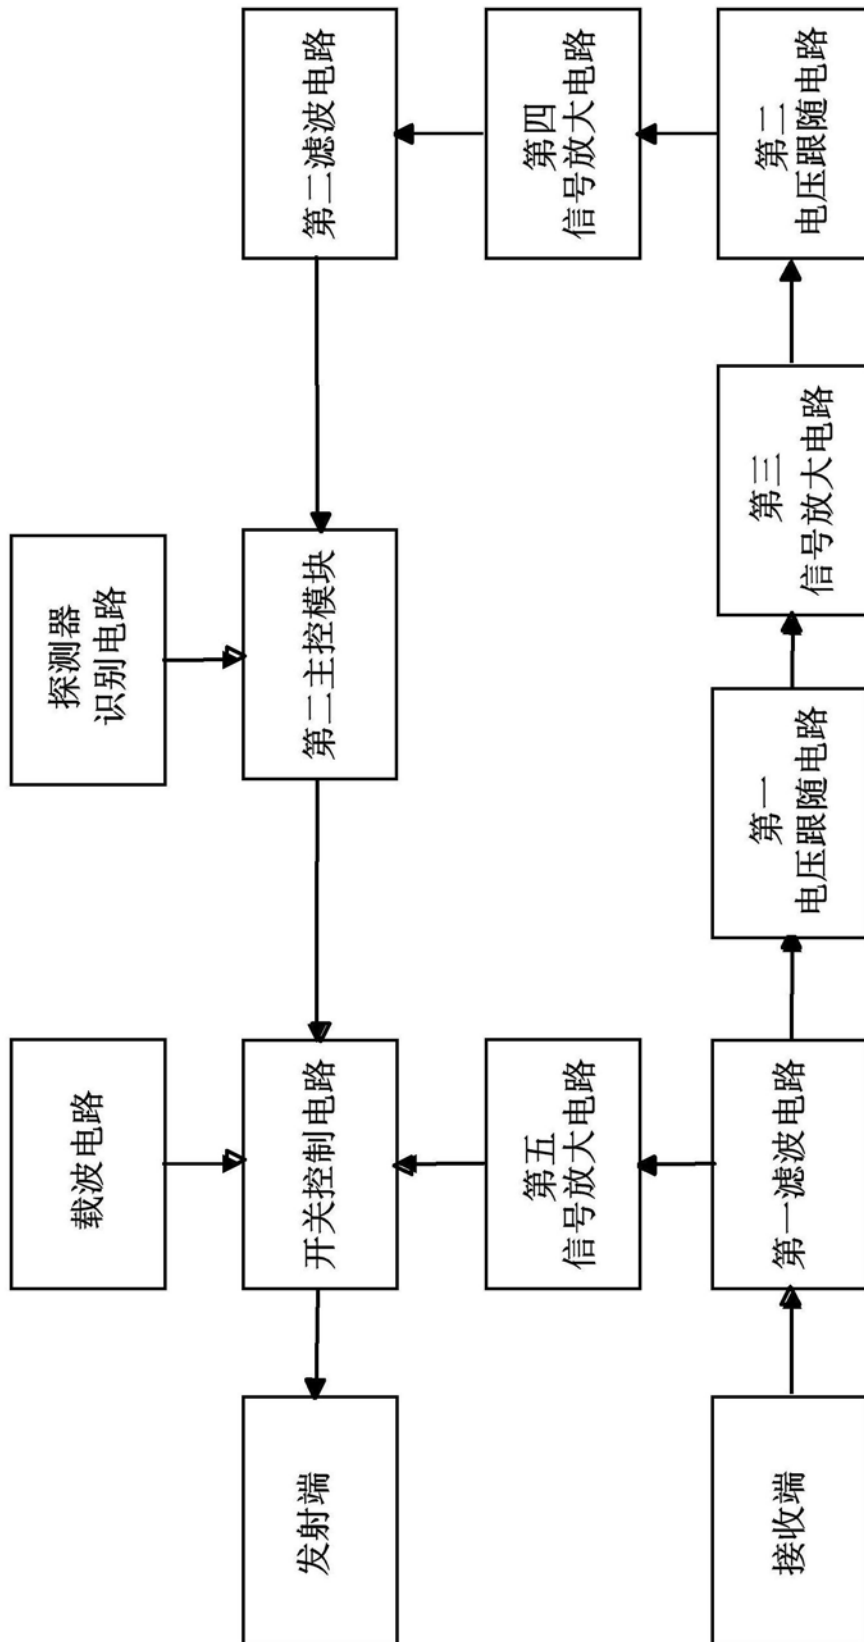 探测器
识别电路
载波电路
第二滤波电路
第二主控模块
开关控制电路
发射端
第四
信号放大电路
第五
信号放大电路
第二
电压跟随电路
第三
信号放大电路
第一
电压跟随电路
第一滤波电路
接收端